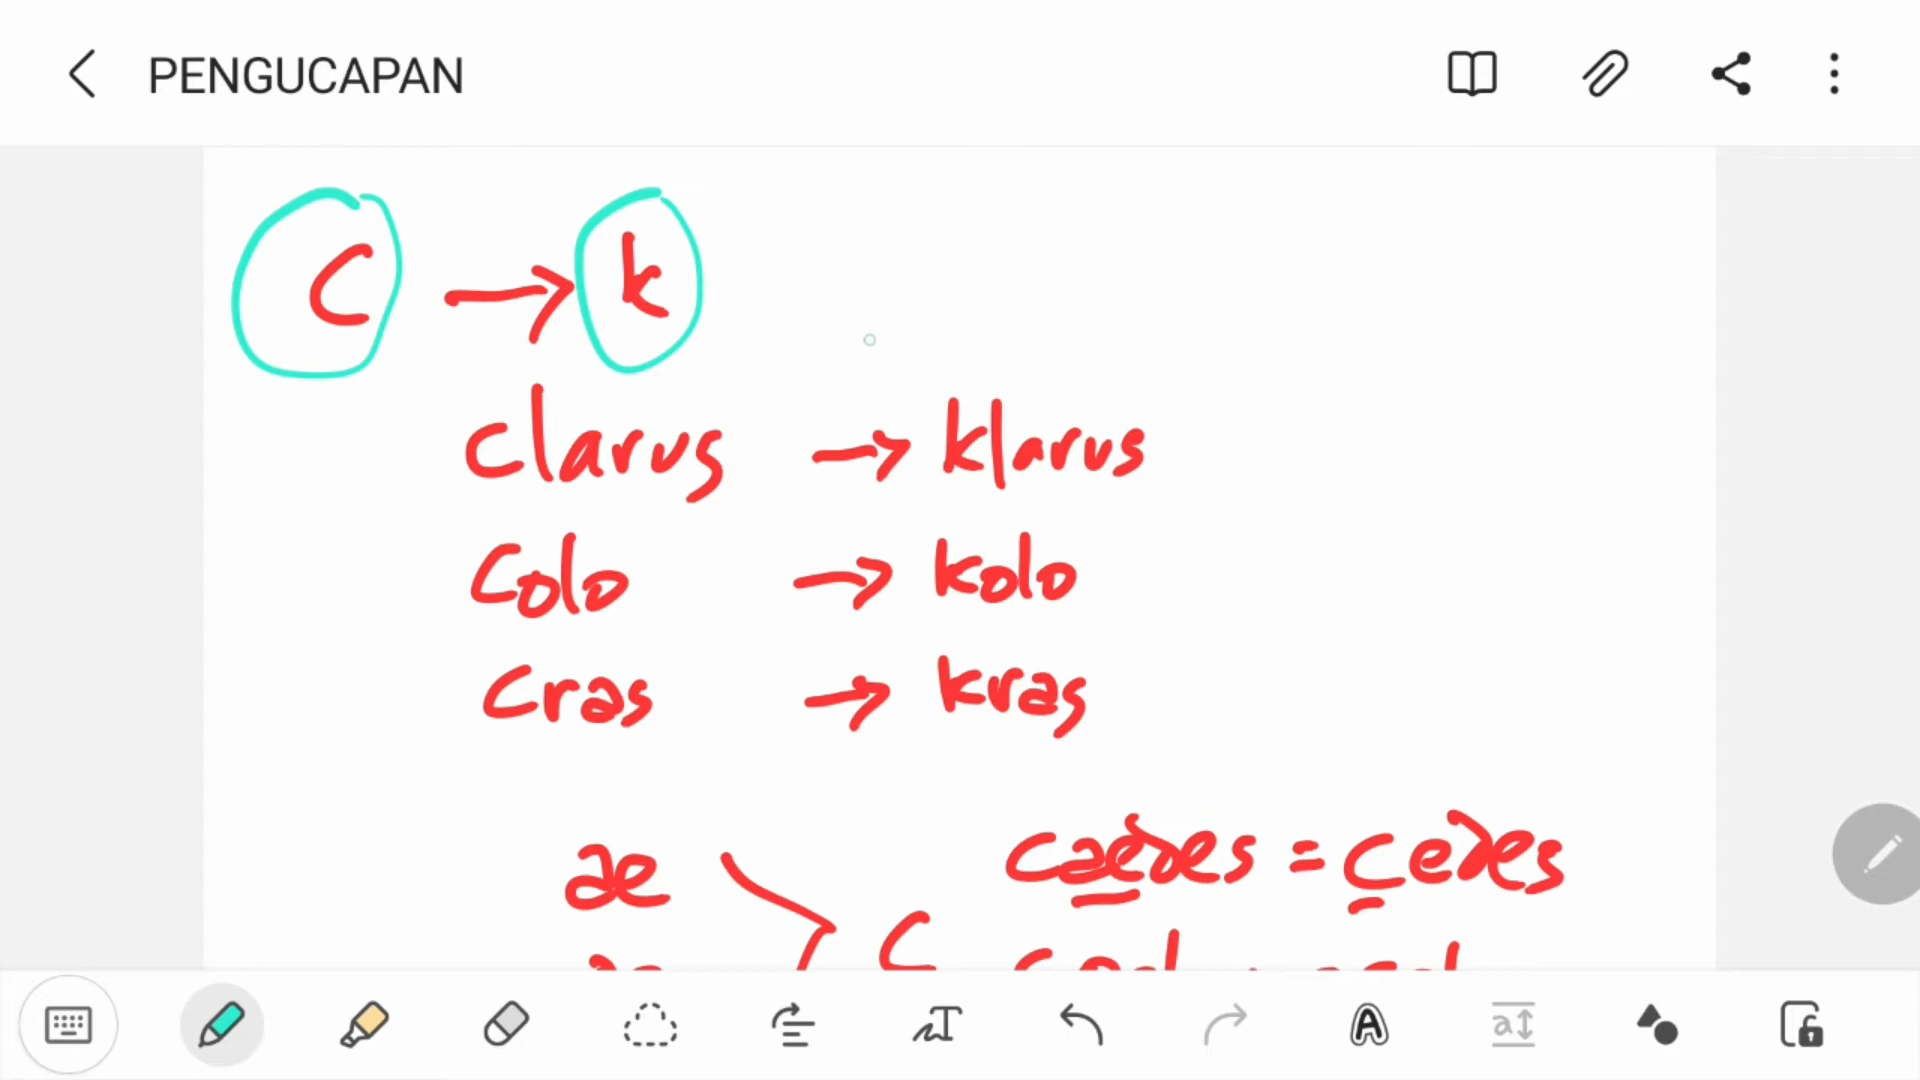 PENGUCAPAN
C → k
clarus → klarus
Colo → kolo
Cras → kras
ae caedes = cedes
C